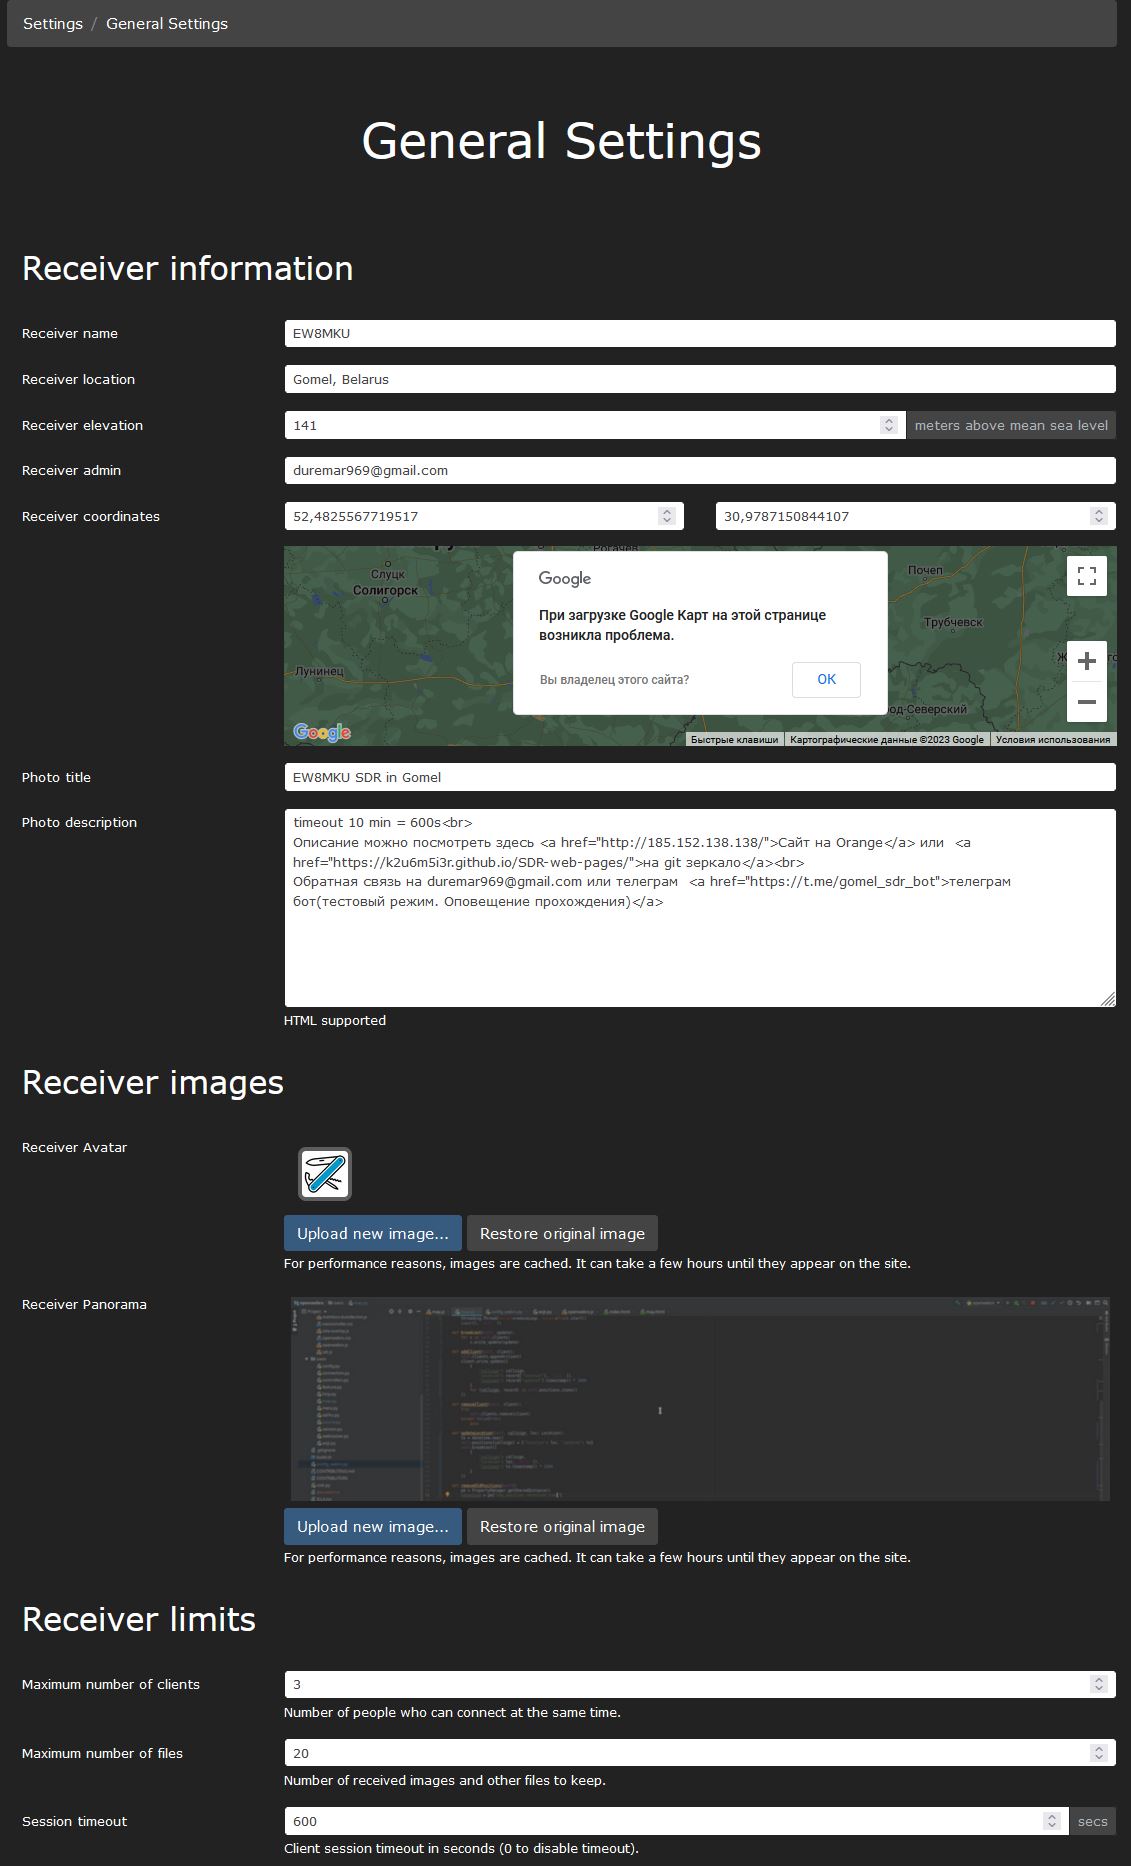 Settings / General Settings
General Settings
Receiver information
Receiver name EW8MKU
Receiver location Gomel, Belarus
Receiver elevation 141 meters above mean sea level
Receiver admin duremar969@gmail.com
Receiver coordinates 52,4825567719517 30,9787150844107
Слуцк
Солигорск
Лунинец
Рогачёв
Почеп
Трубчевск
од-Северский
Google
При загрузке Google Карт на этой странице
возникла проблема.
Вы владелец этого сайта? ОК
Google
Быстрые клавиши Картографические данные ©2023 Google Условия использования
Photo title EW8MKU SDR in Gomel
Photo description
timeout 10 min = 600s<br>
Описание можно посмотреть здесь <a href="http://185.152.138.138/">Сайт на Orange</a> или <a
href="https://k2u6m5i3r.github.io/SDR-web-pages/">на git зеркало</a><br>
Обратная связь на duremar969@gmail.com или телеграм <a href="https://t.me/gomel_sdr_bot">телеграм
бот(тестовый режим. Оповещение прохождения)</a>
HTML supported
Receiver images
Receiver Avatar
Upload new image... Restore original image
For performance reasons, images are cached. It can take a few hours until they appear on the site.
Receiver Panorama
Upload new image... Restore original image
For performance reasons, images are cached. It can take a few hours until they appear on the site.
Receiver limits
Maximum number of clients 3
Number of people who can connect at the same time.
Maximum number of files 20
Number of received images and other files to keep.
Session timeout 600 secs
Client session timeout in seconds (0 to disable timeout).